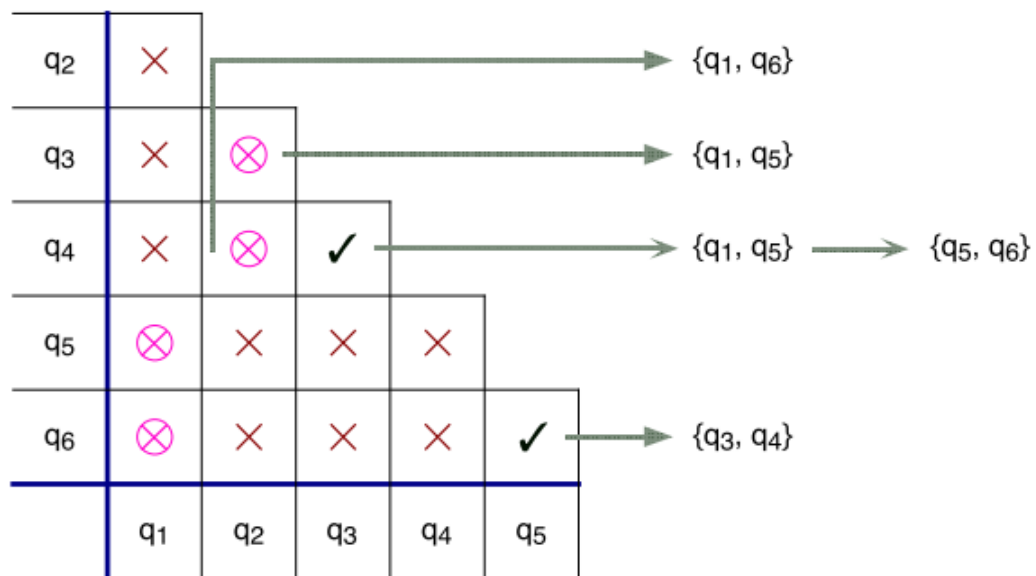 q2 × {q1, q6}
q3 × ⊗ {q1, q5}
q4 × ⊗ ✓ {q1, q5} {q5, q6}
q5 ⊗ × × ×
q6 ⊗ × × × ✓ {q3, q4}
q1 q2 q3 q4 q5